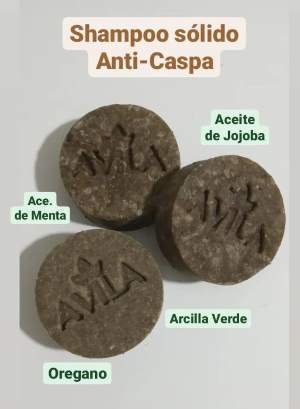 Shampoo sólido
Anti-Caspa
Aceite
de Jojoba
AVILA
AVILA
Ace.
de Menta
AVILA
Arcilla Verde
Oregano